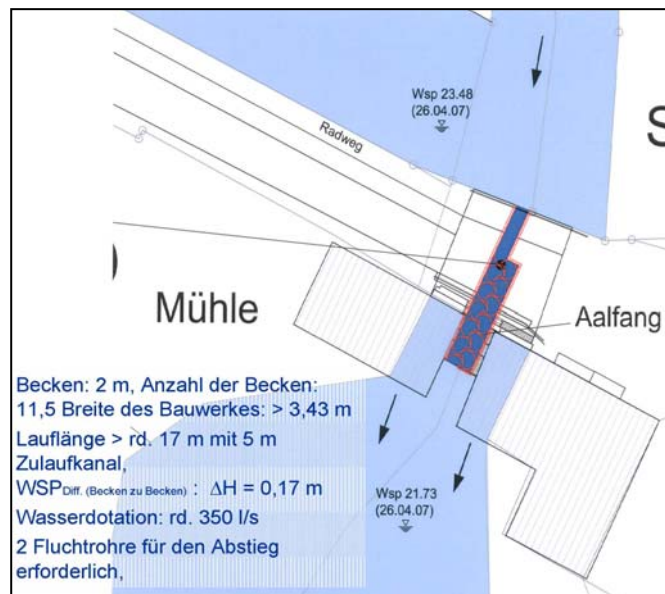 Wsp 23.48
(26.04.07)
S
Radweg
Mühle
Aalfang
Becken: 2 m, Anzahl der Becken:
11,5 Breite des Bauwerkes: > 3,43 m
Lauflänge > rd. 17 m mit 5 m
Zulaufkanal,
WSPDiff. (Becken zu Becken) : ΔH = 0,17 m
Wasserdotation: rd. 350 l/s
2 Fluchtrohre für den Abstieg
erforderlich,
Wsp 21.73
(26.04.07)